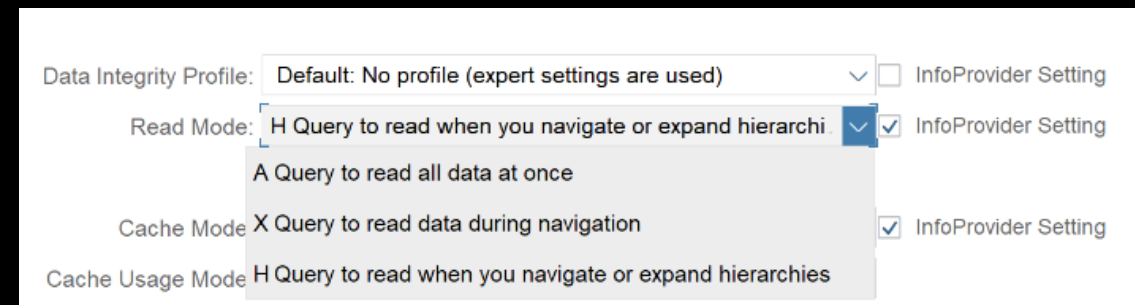 Data Integrity Profile: Default: No profile (expert settings are used) InfoProvider Setting
Read Mode: H Query to read when you navigate or expand hierarchi InfoProvider Setting
A Query to read all data at once
Cache Mode X Query to read data during navigation InfoProvider Setting
Cache Usage Mode H Query to read when you navigate or expand hierarchies